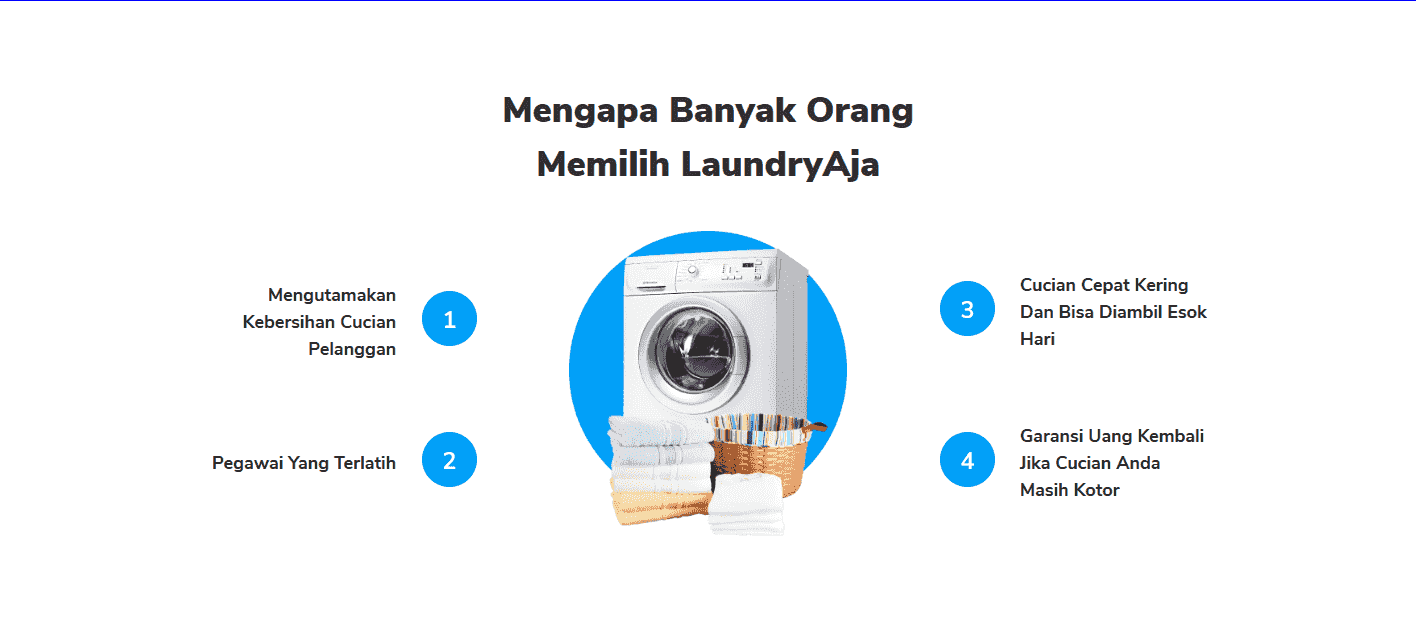 Mengapa Banyak Orang
Memilih LaundryAja
Mengutamakan
Kebersihan Cucian
Pelanggan
1
Pegawai Yang Terlatih
2
3
Cucian Cepat Kering
Dan Bisa Diambil Esok
Hari
4
Garansi Uang Kembali
Jika Cucian Anda
Masih Kotor